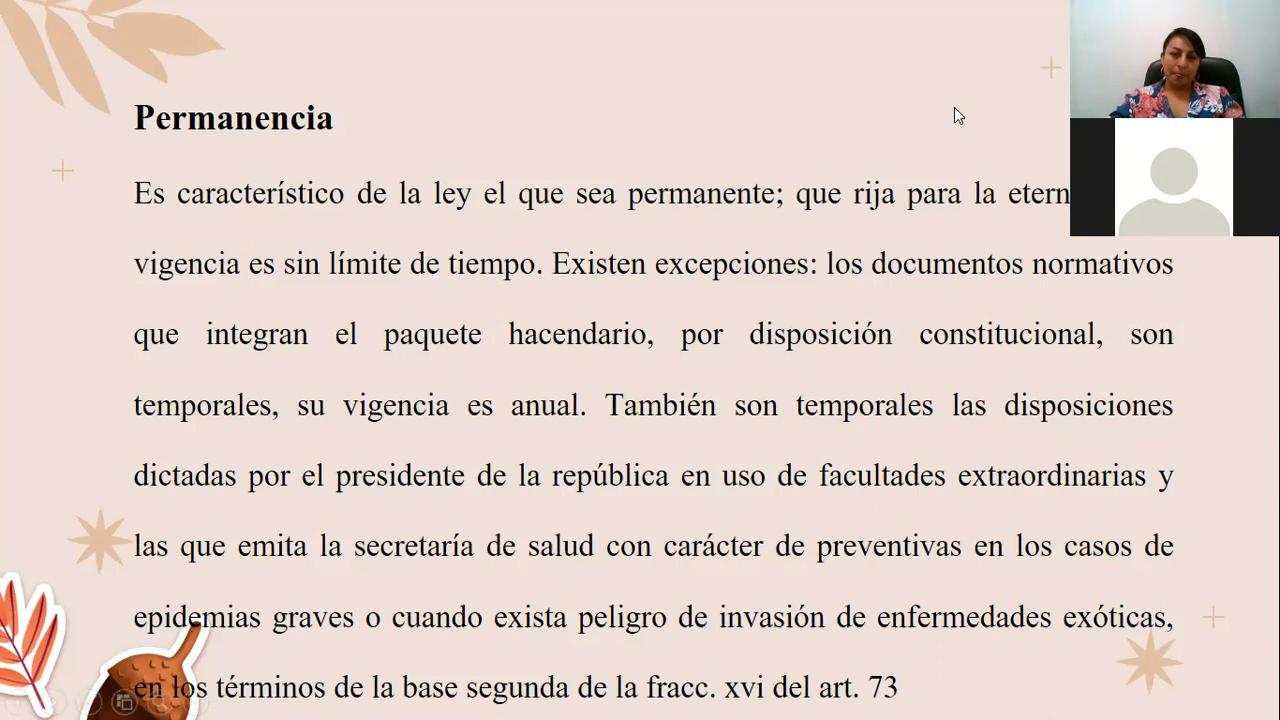 Permanencia
Es característico de la ley el que sea permanente; que rija para la
vigencia es sin límite de tiempo. Existen excepciones: los documentos normativos
que integran el paquete hacendario, por disposición constitucional, son
temporales, su vigencia es anual. También son temporales las disposiciones
dictadas por el presidente de la república en uso de facultades extraordinarias y
las que emita la secretaría de salud con carácter de preventivas en los casos de
epidemias graves o cuando exista peligro de invasión de enfermedades exóticas,
en los términos de la base segunda de la fracc. xvi del art. 73